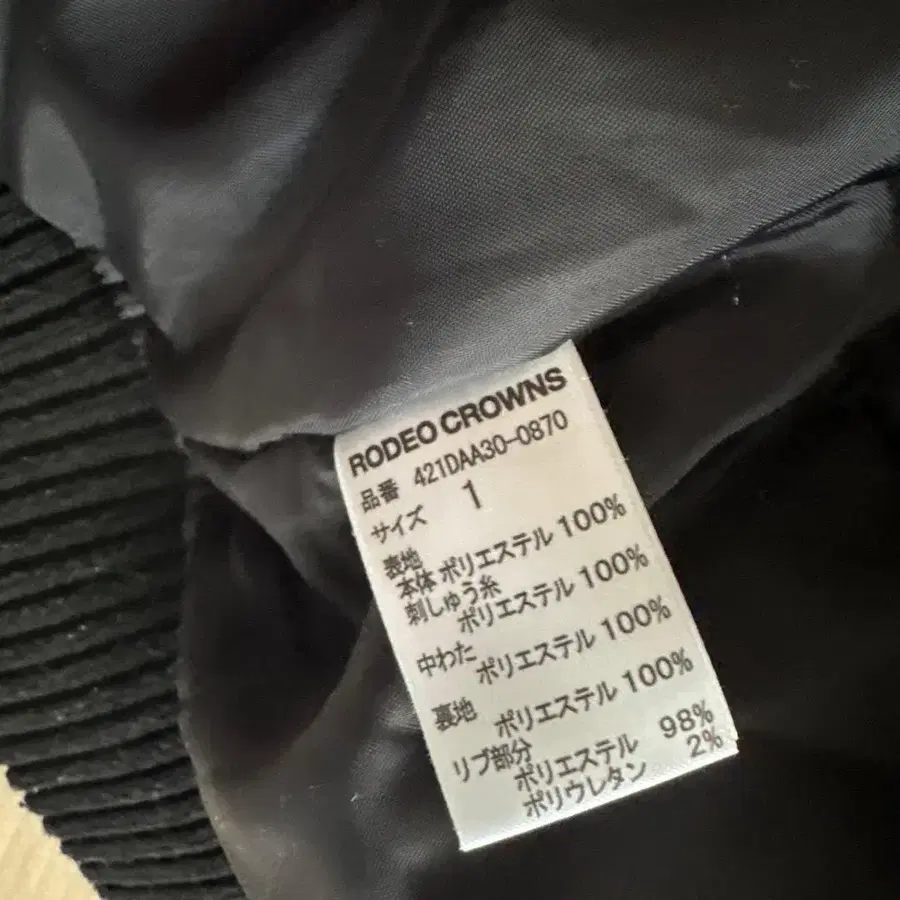 RODEO CROWNS
品番 421DAA30-0870
サイズ 1
表地
本体 ポリエステル 100%
刺しゅう糸
ポリエステル 100%
中わた
ポリエステル 100%
裏地
ポリエステル 100%
リブ部分
ポリエステル 98%
ポリウレタン 2%